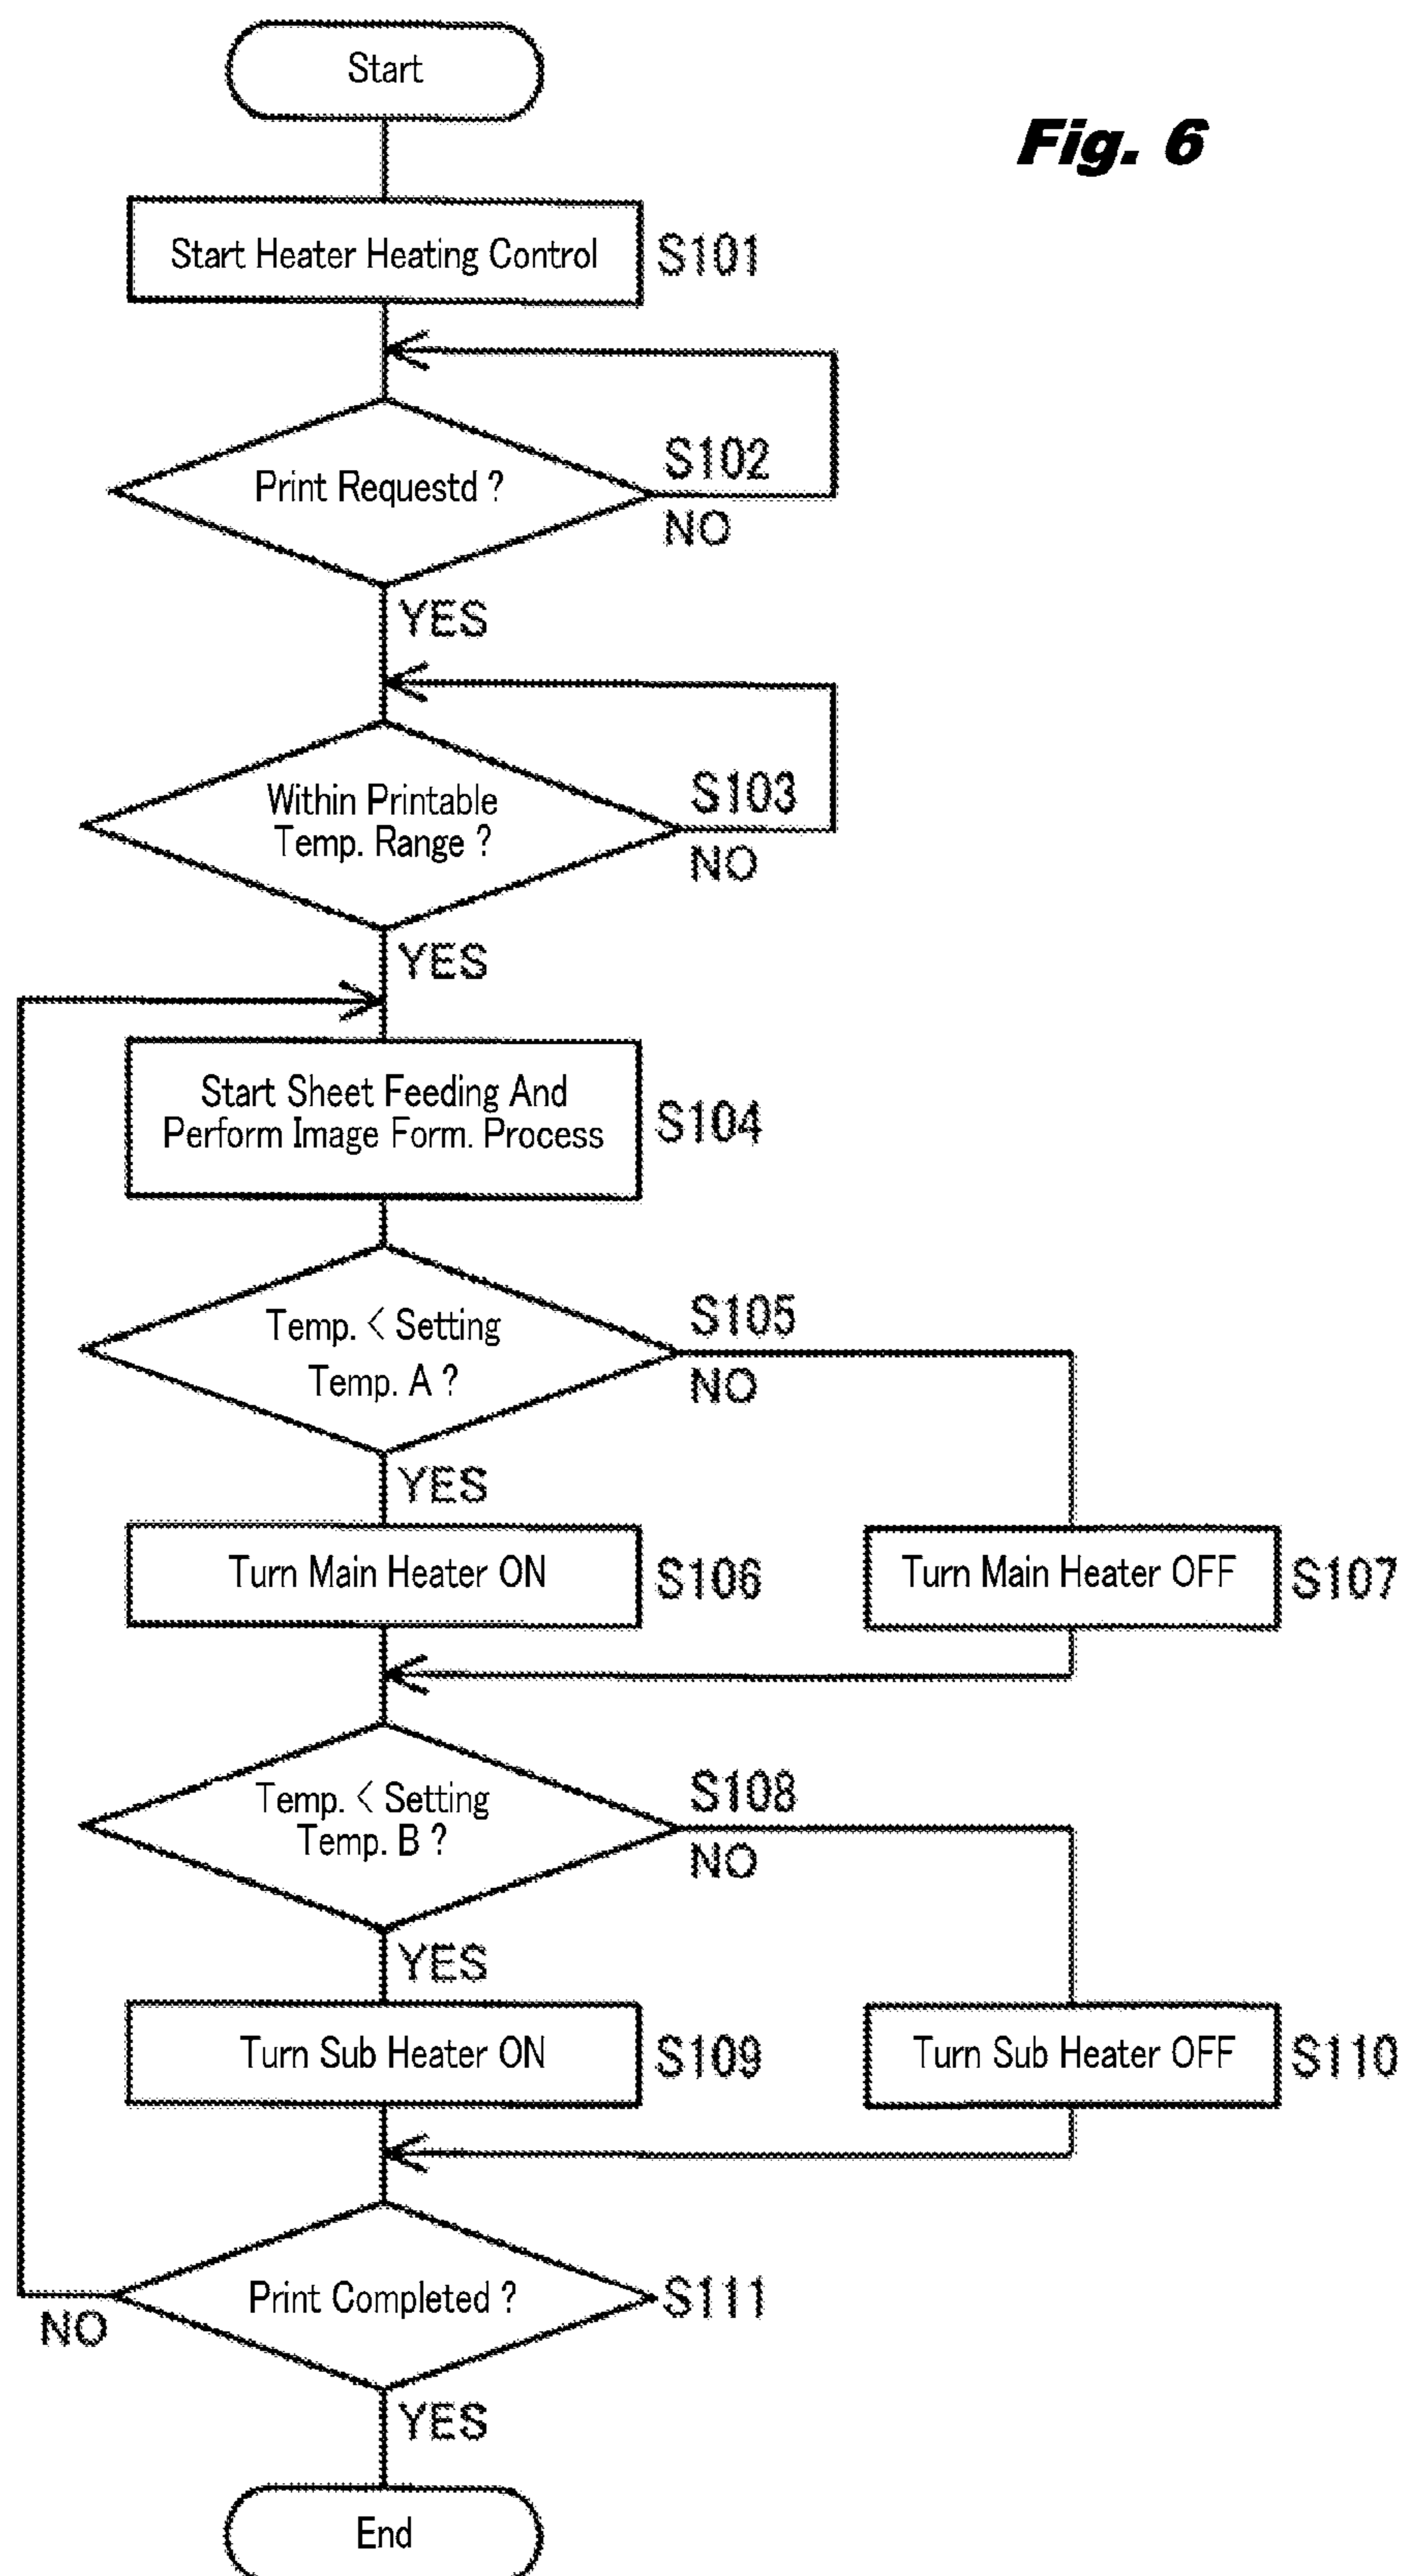 Start
Fig. 6
Start Heater Heating Control
S101
S102
Print Requestd ?
NO
YES
S103
Within Printable
Temp. Range ?
NO
YES
Start Sheet Feeding And
Perform Image Form. Process
S104
S105
Temp. < Setting
Temp. A ?
NO
YES
Turn Main Heater ON
S106
Turn Main Heater OFF
S107
S108
Temp. < Setting
Temp. B ?
NO
YES
Turn Sub Heater ON
S109
Turn Sub Heater OFF
S110
Print Completed ?
S111
NO
YES
End